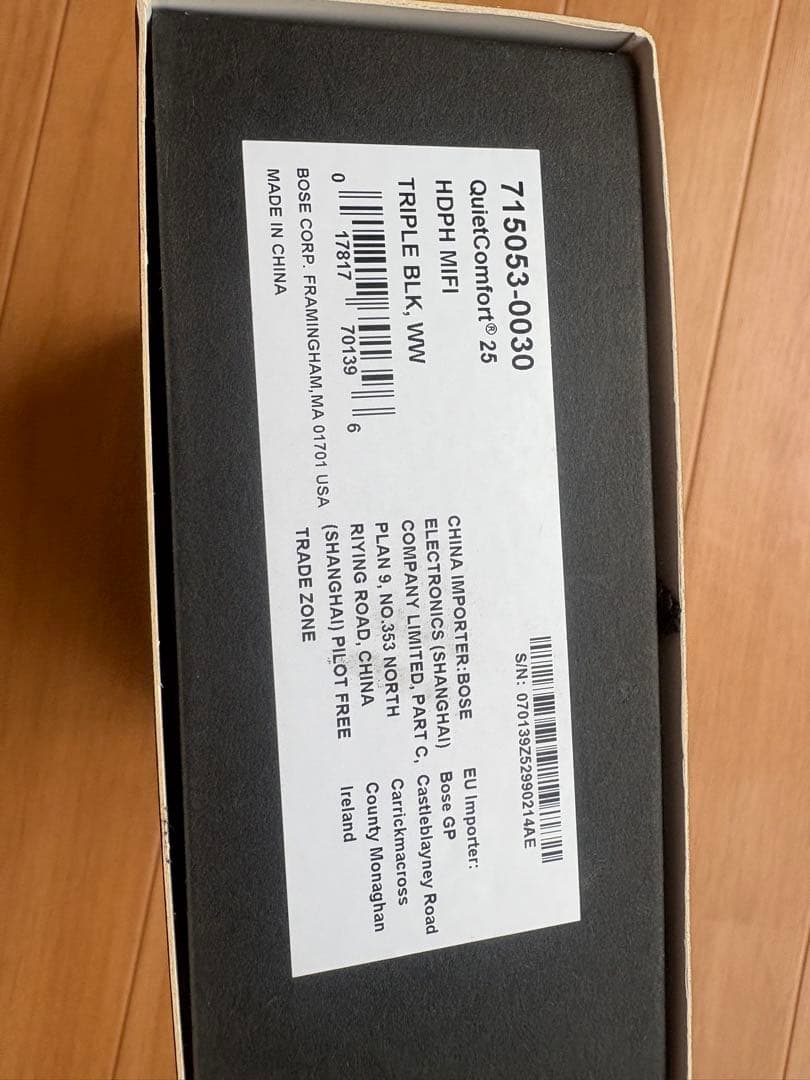 715053-0030
QuietComfort® 25
HDPH MIFI
TRIPLE BLK, WW
0 17817 70139 6
BOSE CORP. FRAMINGHAM,MA 01701 USA
MADE IN CHINA
CHINA IMPORTER:BOSE
ELECTRONICS (SHANGHAI)
COMPANY LIMITED, PART C,
PLAN 9, NO.353 NORTH
RIYING ROAD, CHINA
(SHANGHAI) PILOT FREE
TRADE ZONE
S/N: 070139Z52990214AE
EU Importer:
Bose GP
Castleblayney Road
Carrickmacross
County Monaghan
Ireland